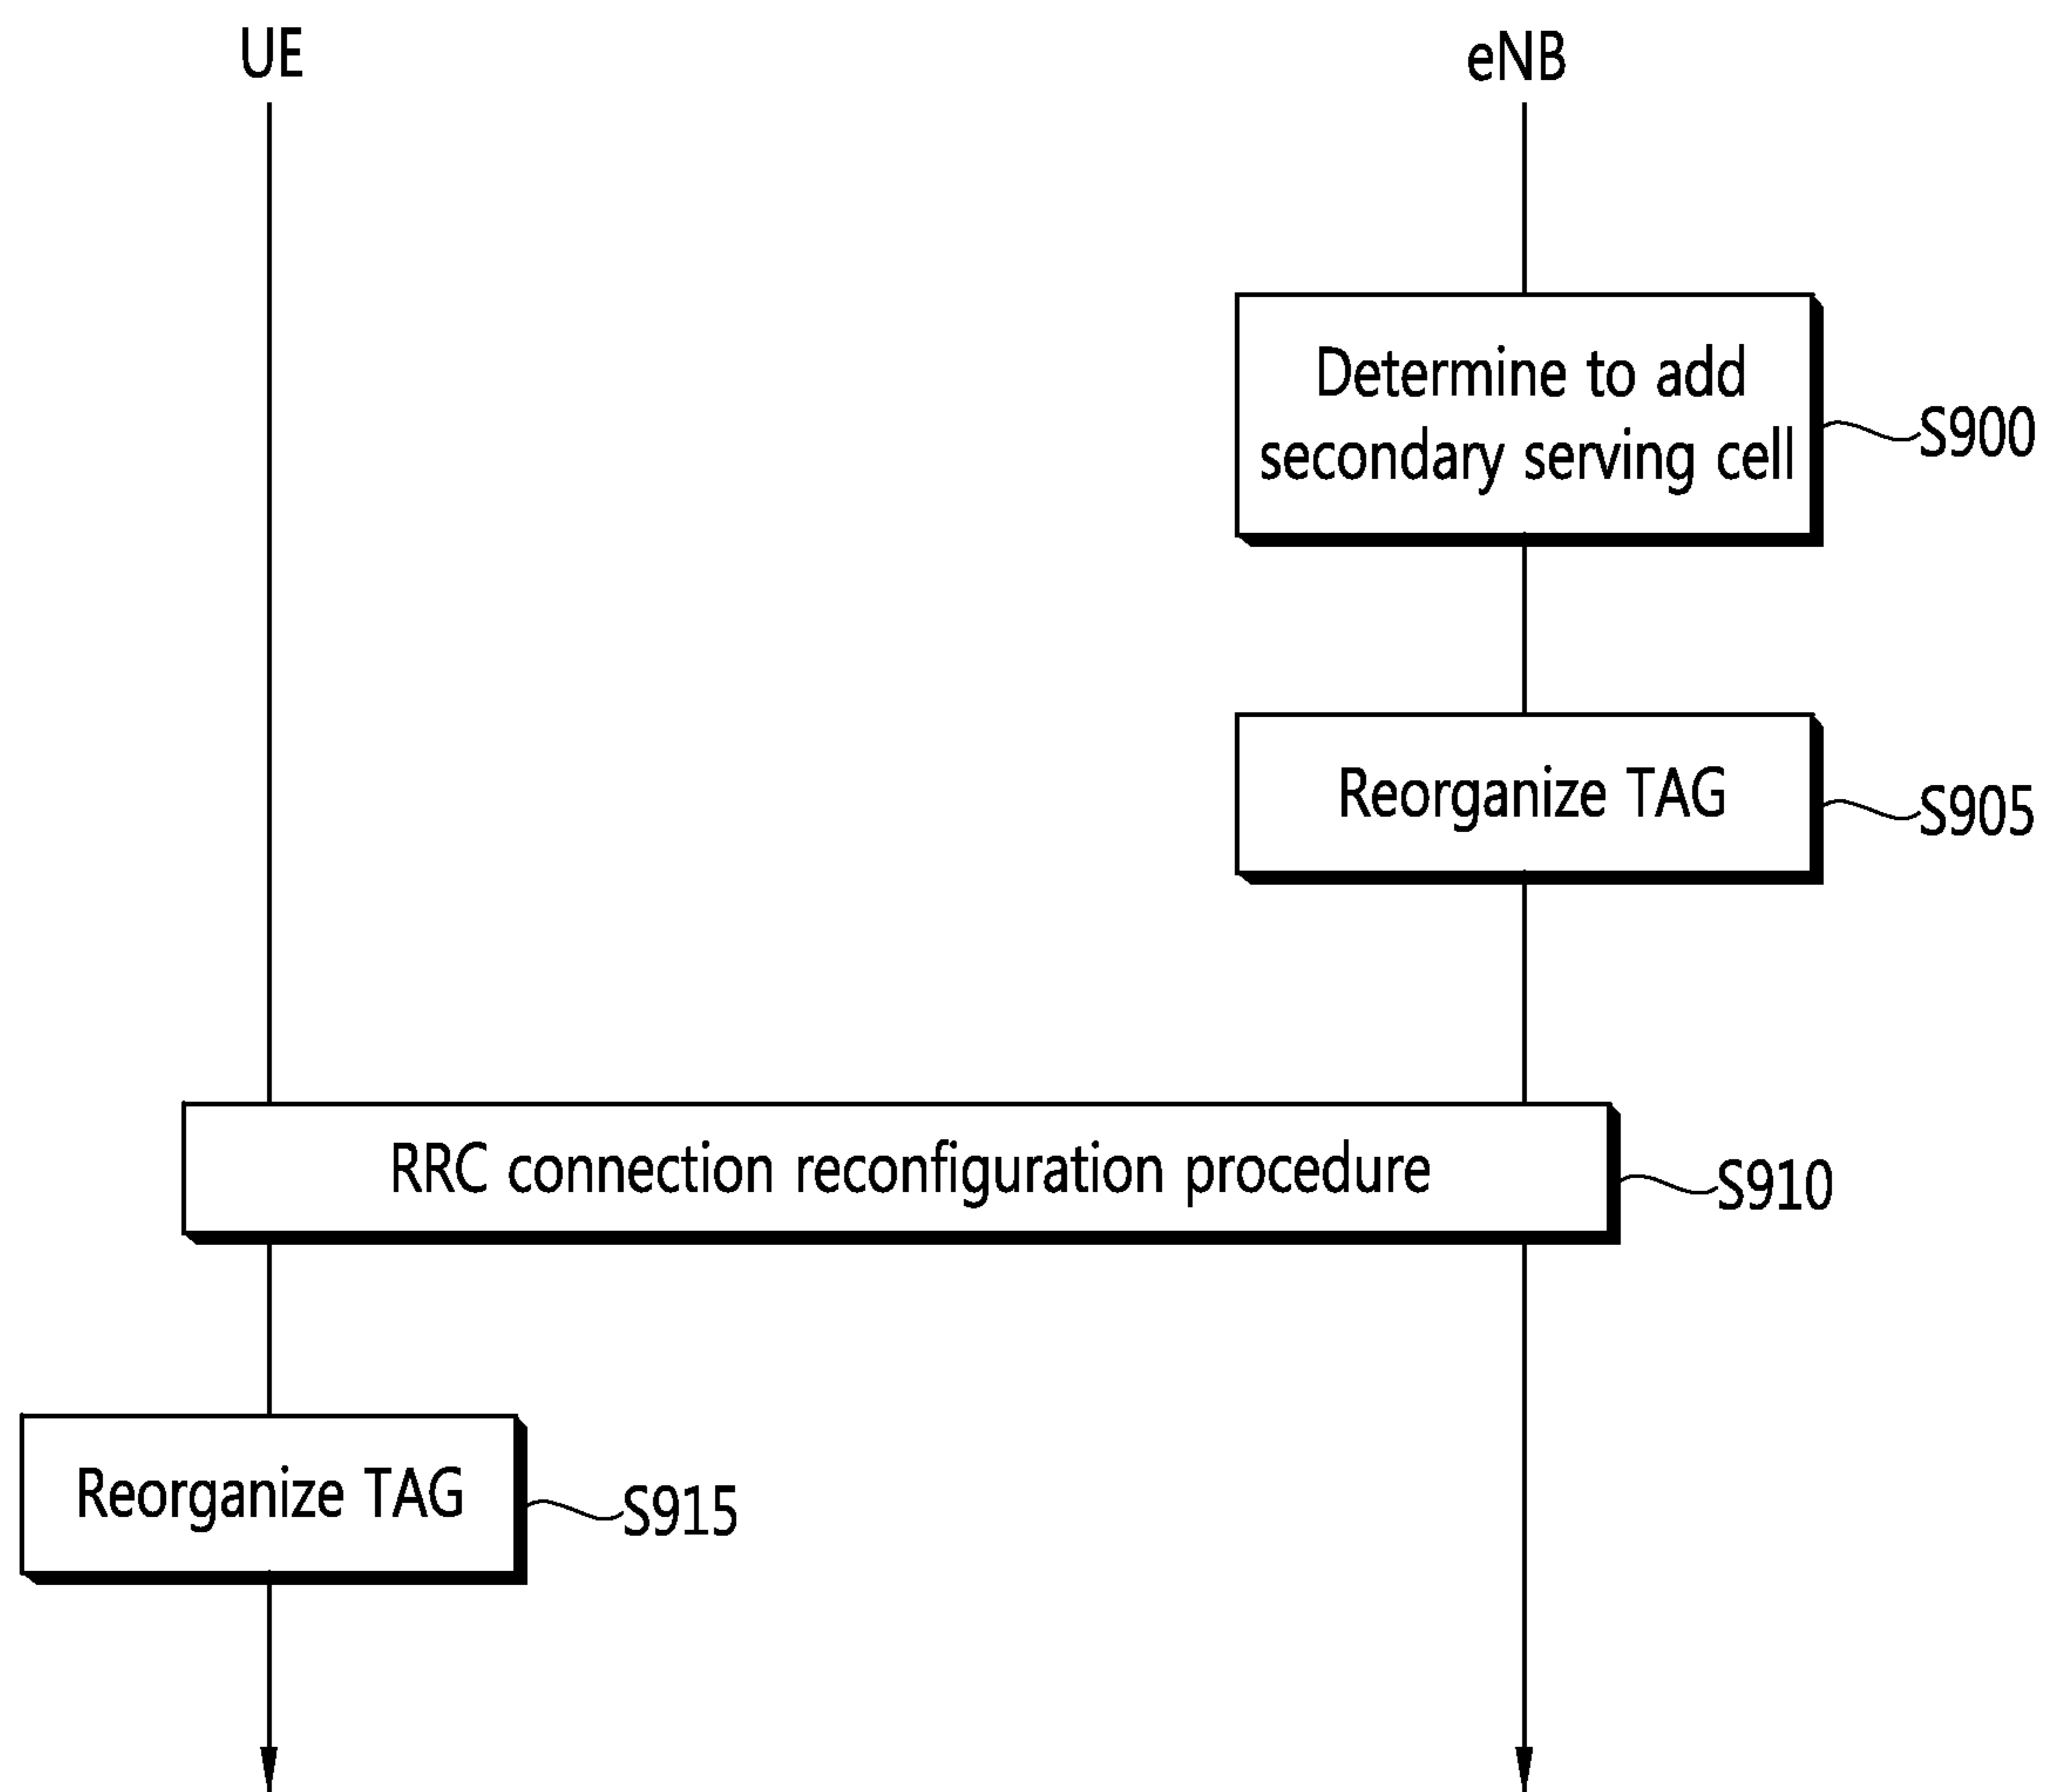 UE
eNB
Determine to add
secondary serving cell
S900
Reorganize TAG
S905
RRC connection reconfiguration procedure
S910
Reorganize TAG
S915